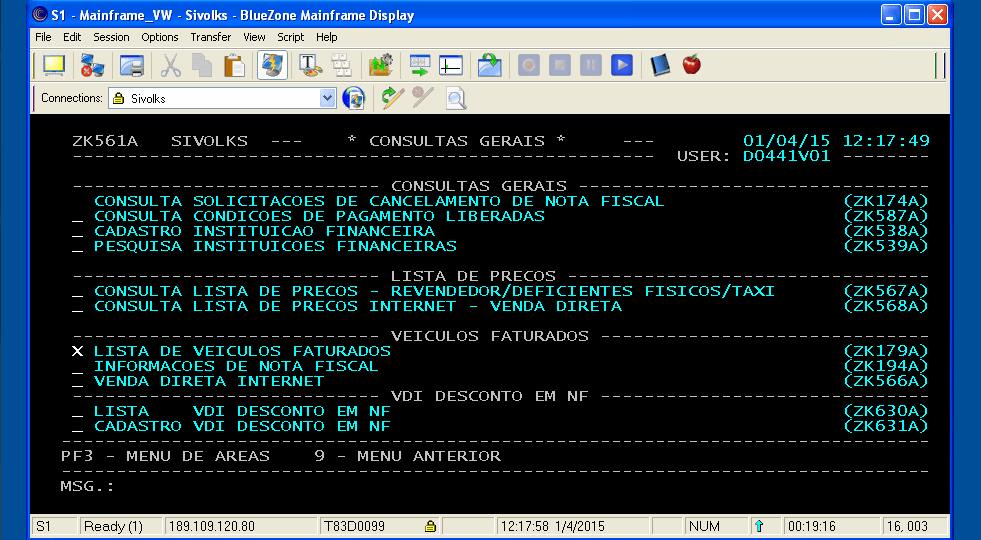 S1 - Mainframe_VW - Sivolks - BlueZone Mainframe Display
File Edit Session Options Transfer View Script Help
Connections: Sivolks
ZK561A SIVOLKS --- * CONSULTAS GERAIS * --- 01/04/15 12:17:49
----------------------------------------------------- USER: D0441V01 --------
---------------------------- CONSULTAS GERAIS --------------------------------
CONSULTA SOLICITACOES DE CANCELAMENTO DE NOTA FISCAL (ZK174A)
_ CONSULTA CONDICOES DE PAGAMENTO LIBERADAS (ZK587A)
_ CADASTRO INSTITUICAO FINANCEIRA (ZK538A)
_ PESQUISA INSTITUICOES FINANCEIRAS (ZK539A)
---------------------------- LISTA DE PRECOS ---------------------------------
_ CONSULTA LISTA DE PRECOS - REVENDEDOR/DEFICIENTES FISICOS/TAXI (ZK567A)
_ CONSULTA LISTA DE PRECOS INTERNET - VENDA DIRETA (ZK568A)
---------------------------- VEICULOS FATURADOS ------------------------------
X LISTA DE VEICULOS FATURADOS (ZK179A)
_ INFORMACOES DE NOTA FISCAL (ZK194A)
_ VENDA DIRETA INTERNET (ZK566A)
---------------------------- VDI DESCONTO EM NF ------------------------------
_ LISTA VDI DESCONTO EM NF (ZK630A)
_ CADASTRO VDI DESCONTO EM NF (ZK631A)
-------------------------------------------------------------------------------
PF3 - MENU DE AREAS 9 - MENU ANTERIOR
-------------------------------------------------------------------------------
MSG.:
S1 Ready (1) 189.109.120.80 T83D0099 12:17:58 1/4/2015 NUM 00:19:16 16, 003